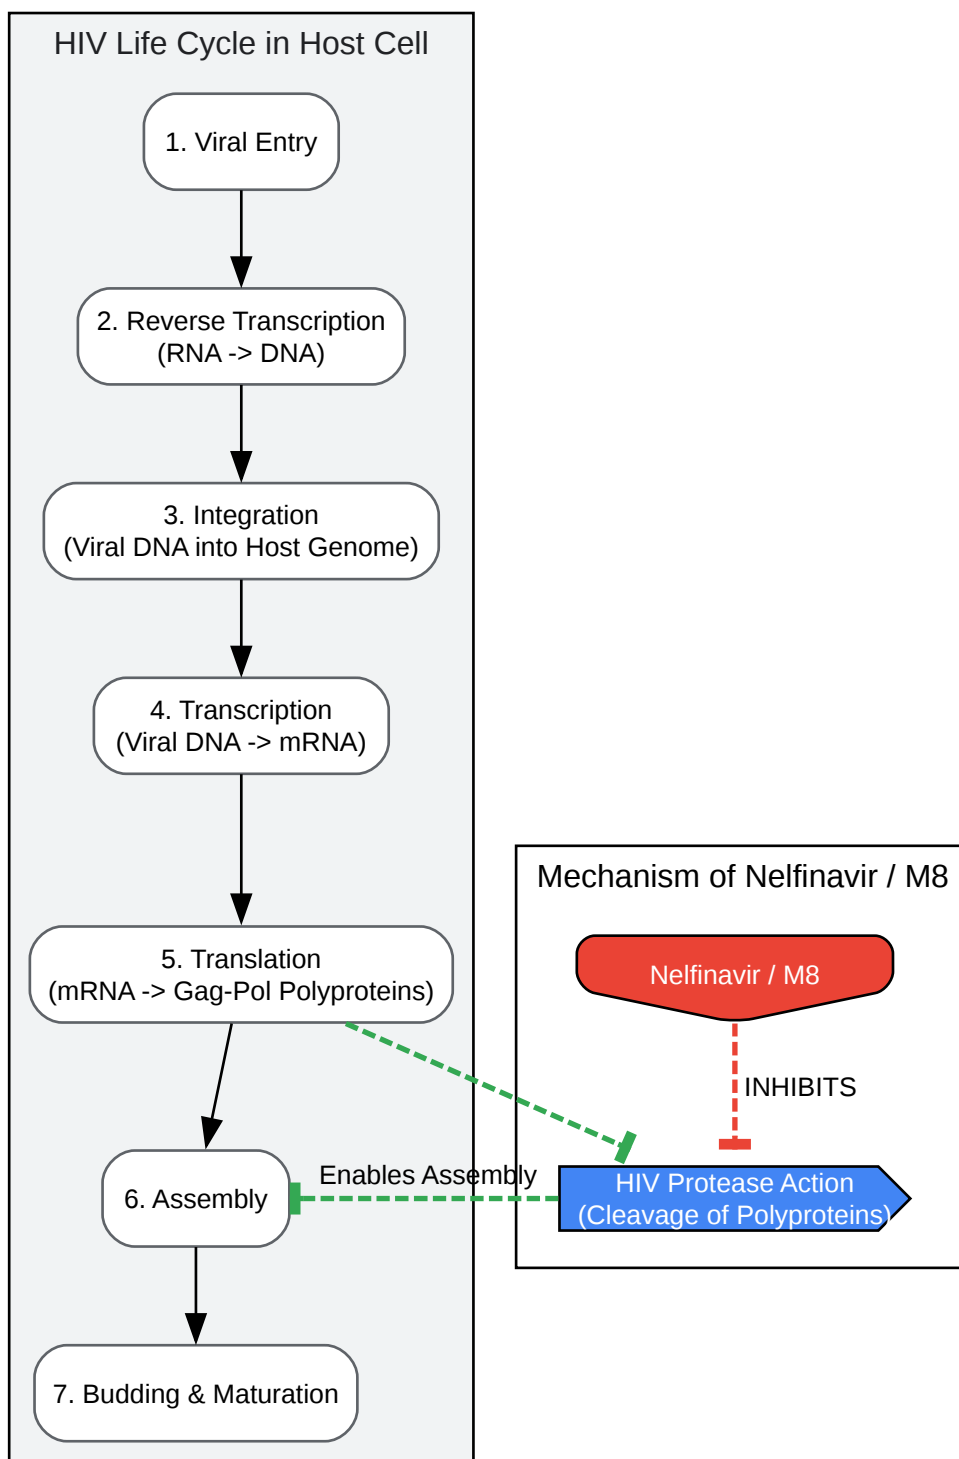 HIV Life Cycle in Host Cell
1. Viral Entry
2. Reverse Transcription
(RNA -> DNA)
3. Integration
(Viral DNA into Host Genome)
4. Transcription
(Viral DNA -> mRNA)
5. Translation
(mRNA -> Gag-Pol Polyproteins)
6. Assembly
7. Budding & Maturation
Enables Assembly
Mechanism of Nelfinavir / M8
Nelfinavir / M8
INHIBITS
HIV Protease Action
(Cleavage of Polyproteins)